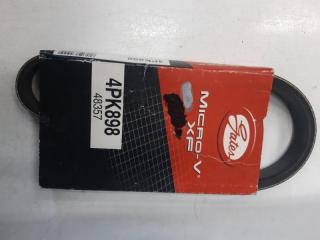 Gates
MICRO-V®
XF
4PK898
48357